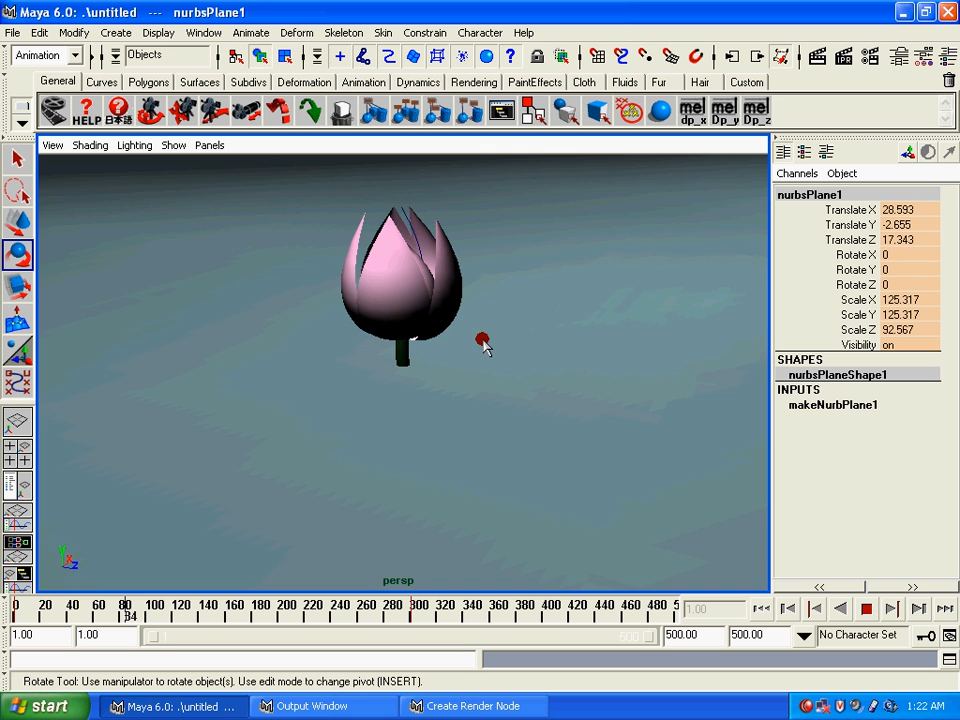 Maya 6.0: .\untitled --- nurbsPlane1
File Edit Modify Create Display Window Animate Deform Skeleton Skin Constrain Character Help
Animation Objects
General Curves Polygons Surfaces Subdivs Deformation Animation Dynamics Rendering PaintEffects Cloth Fluids Fur Hair Custom
? HELP ? 日本語 mel dp_x mel Dp_y mel Dp_z
View Shading Lighting Show Panels
Channels Object
nurbsPlane1
Translate X 28.593
Translate Y -2.655
Translate Z 17.343
Rotate X 0
Rotate Y 0
Rotate Z 0
Scale X 125.317
Scale Y 125.317
Scale Z 92.567
Visibility on
SHAPES
nurbsPlaneShape1
INPUTS
makeNurbPlane1
Z
persp
<< >>
0 20 40 60 80 100 120 140 160 180 200 220 240 260 280 300 320 340 360 380 400 420 440 460 480 5
84
1.00
1.00 1.00 1 500 500.00 500.00 No Character Set
Rotate Tool: Use manipulator to rotate object(s). Use edit mode to change pivot (INSERT).
start Maya 6.0: .\untitled ... Output Window Create Render Node 1:22 AM